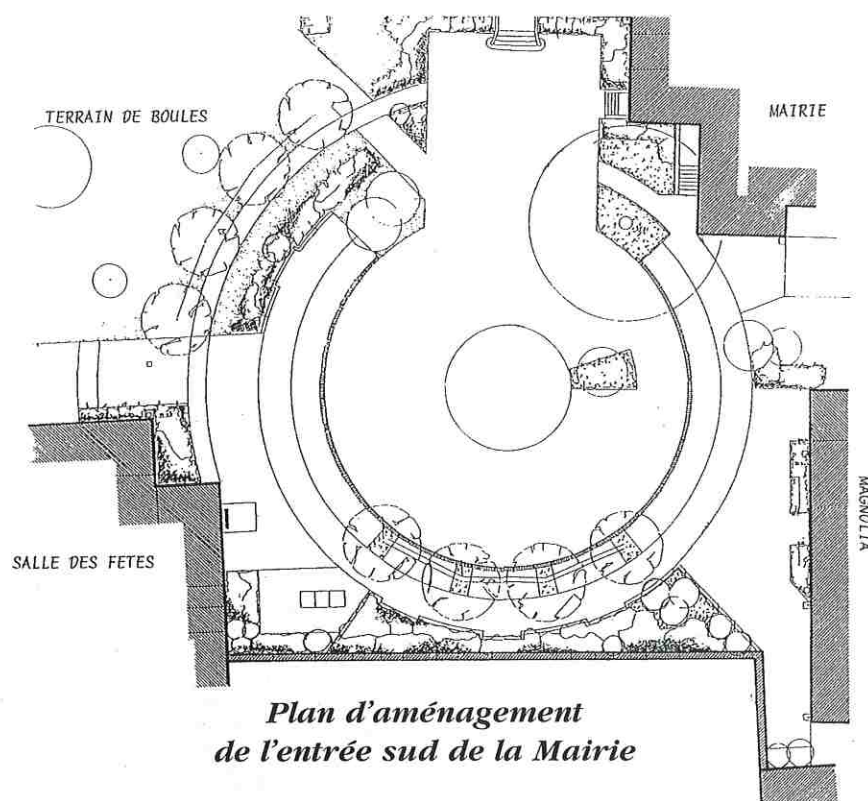 TERRAIN DE BOULES
MAIRIE
MAGNOLIA
SALLE DES FETES
Plan d'aménagement
de l'entrée sud de la Mairie